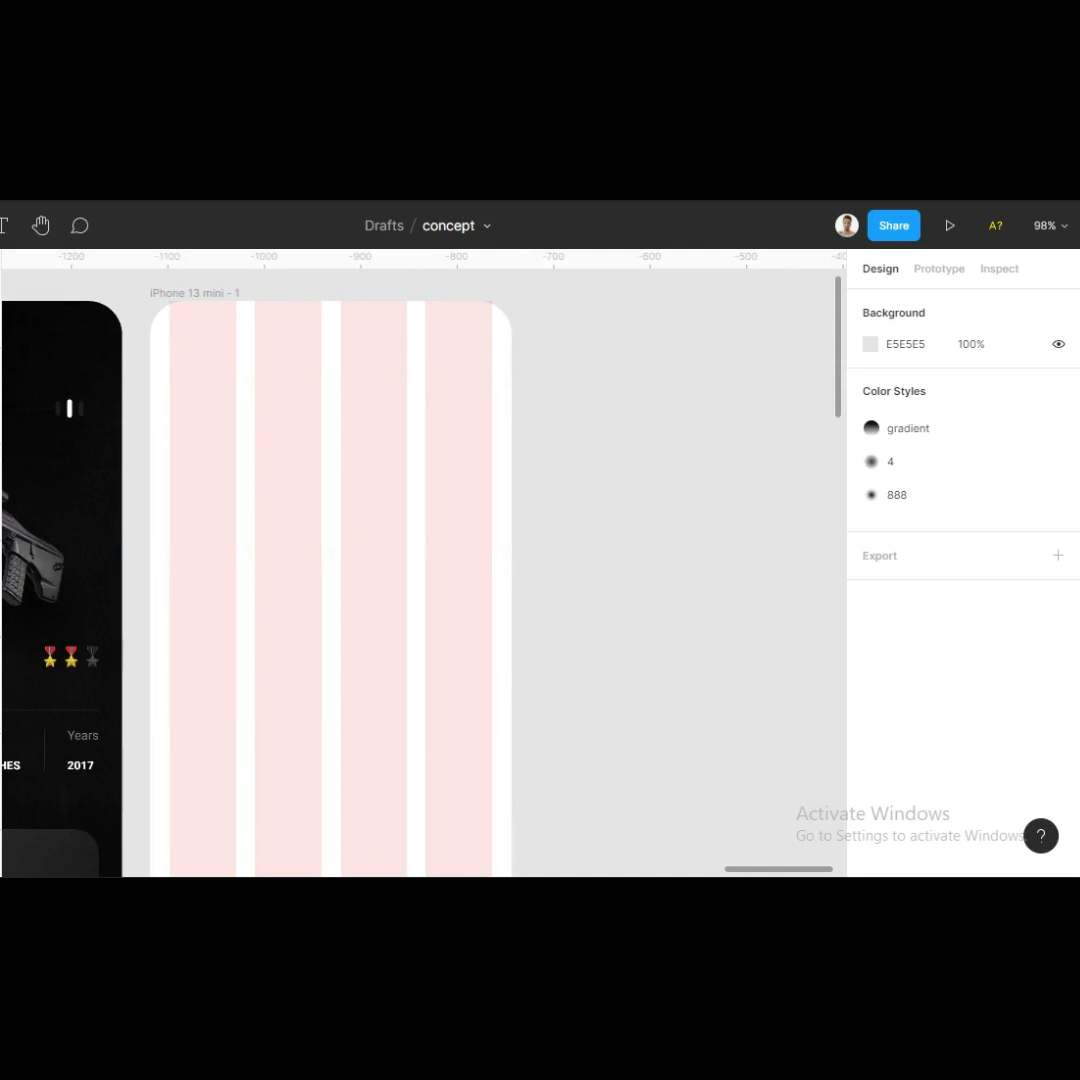 T
Drafts / concept
Share
A?
98%
-1200 -1100 -1000 -900 -800 -700 -600 -500
Design Prototype Inspect
iPhone 13 mini - 1
Background
E5E5E5 100%
Color Styles
gradient
4
888
Export
Years
HES 2017
Activate Windows
Go to Settings to activate Windows
?